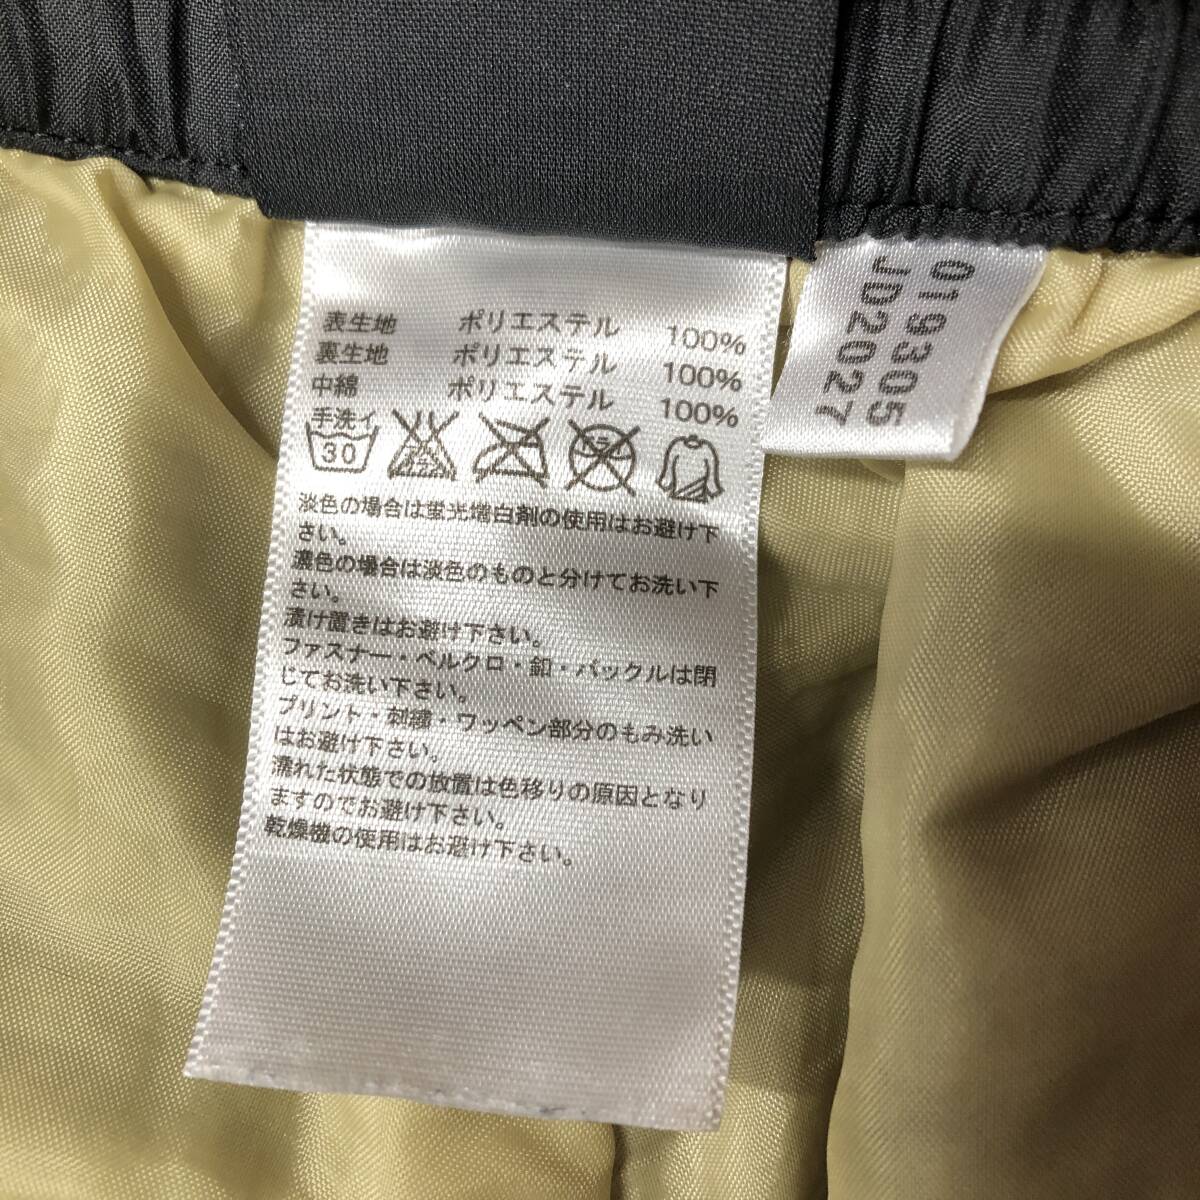 表生地 ポリエステル 100%
裏生地 ポリエステル 100%
中綿 ポリエステル 100%
手洗イ
30
エンソ
サラシ
ドライ
淡色の場合は蛍光増白剤の使用はお避け下
さい。
濃色の場合は淡色のものと分けてお洗い下
さい。
漬け置きはお避け下さい。
ファスナー・ベルクロ・釦・バックルは閉
じてお洗い下さい。
プリント・刺繍・ワッペン部分のもみ洗い
はお避け下さい。
濡れた状態での放置は色移りの原因となり
ますのでお避け下さい。
乾燥機の使用はお避け下さい。
019305
JD2027